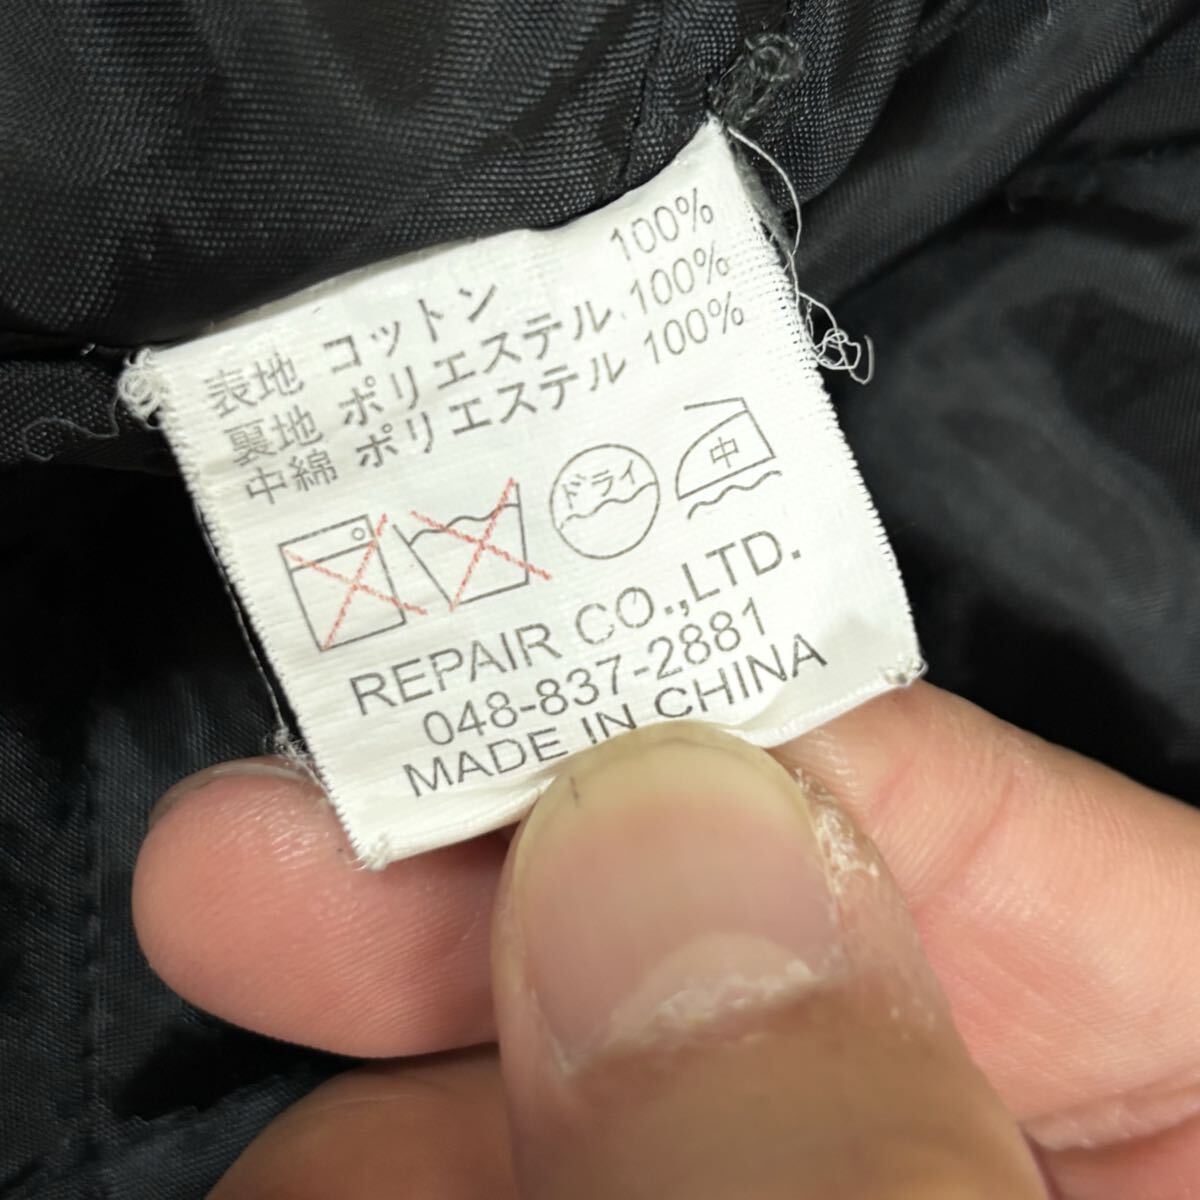 表地 コットン 100%
裏地 ポリエステル 100%
中綿 ポリエステル 100%
ドライ 中
REPAIR CO.,LTD.
048-837-2881
MADE IN CHINA